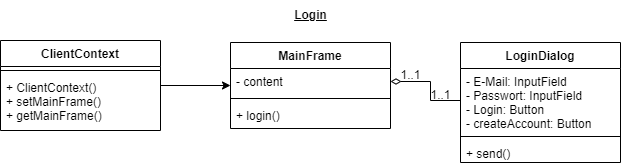 Login
ClientContext
+ ClientContext()
+ setMainFrame()
+ getMainFrame()
MainFrame
- content
+ login()
1..1
1..1
LoginDialog
- E-Mail: InputField
- Passwort: InputField
- Login: Button
- createAccount: Button
+ send()